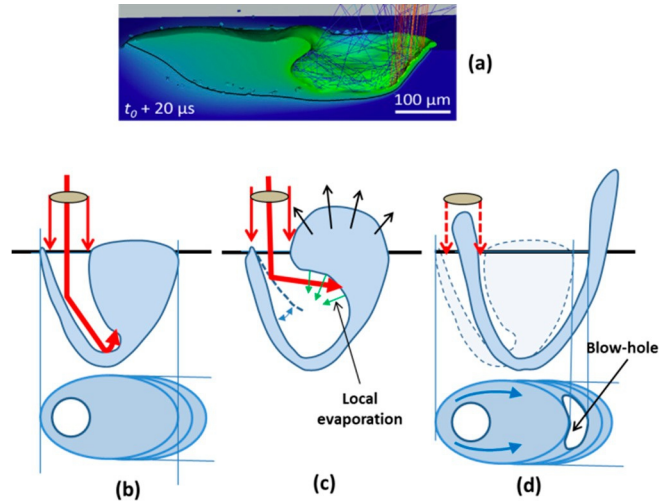 (a)
t₀ + 20 µs
100 µm
Local
evaporation
Blow-hole
(b)
(c)
(d)